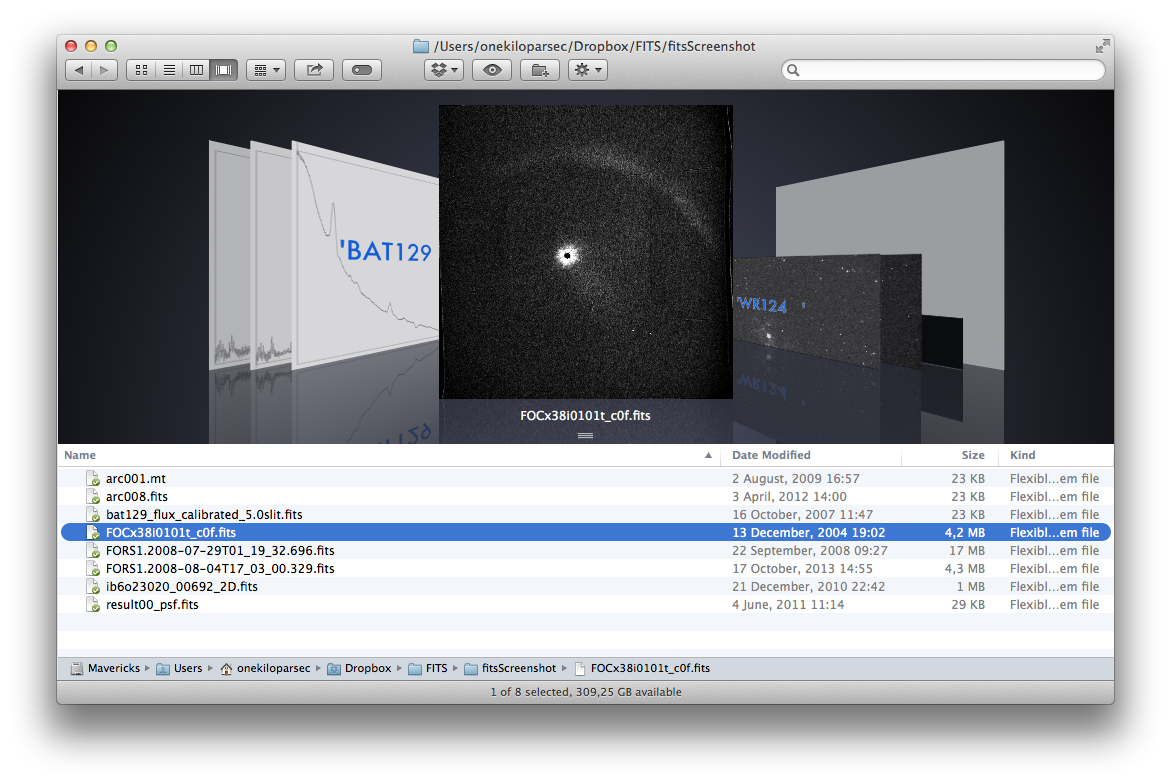 /Users/onekiloparsec/Dropbox/FITS/fitsScreenshot
'BAT129
'WR124 '
FOCx38i0101t_c0f.fits
Name Date Modified Size Kind
arc001.mt 2 August, 2009 16:57 23 KB Flexibl...em file
arc008.fits 3 April, 2012 14:00 23 KB Flexibl...em file
bat129_flux_calibrated_5.0slit.fits 16 October, 2007 11:47 23 KB Flexibl...em file
FOCx38i0101t_c0f.fits 13 December, 2004 19:02 4,2 MB Flexibl...em file
FORS1.2008-07-29T01_19_32.696.fits 22 September, 2008 09:27 17 MB Flexibl...em file
FORS1.2008-08-04T17_03_00.329.fits 17 October, 2013 14:55 4,3 MB Flexibl...em file
ib6o23020_00692_2D.fits 21 December, 2010 22:42 1 MB Flexibl...em file
result00_psf.fits 4 June, 2011 11:14 29 KB Flexibl...em file
Mavericks Users onekiloparsec Dropbox FITS fitsScreenshot FOCx38i0101t_c0f.fits
1 of 8 selected, 309,25 GB available